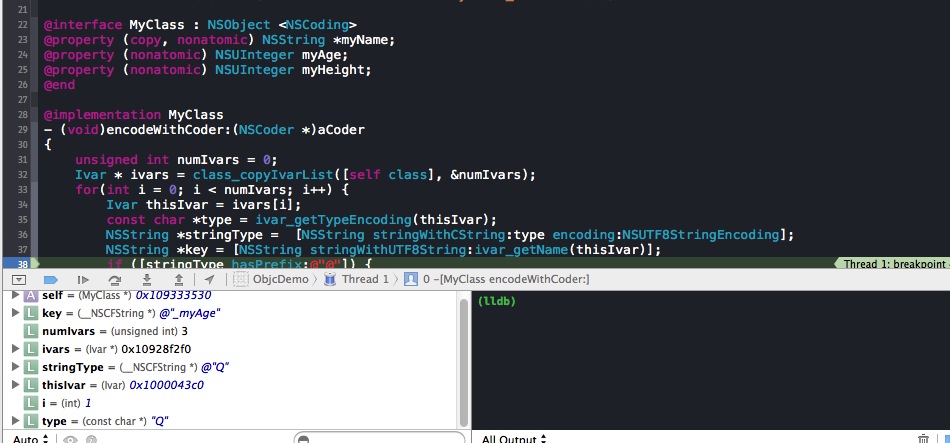 21
22 @interface MyClass : NSObject <NSCoding>
23 @property (copy, nonatomic) NSString *myName;
24 @property (nonatomic) NSUInteger myAge;
25 @property (nonatomic) NSUInteger myHeight;
26 @end
27
28 @implementation MyClass
29 - (void)encodeWithCoder:(NSCoder *)aCoder
30 {
31 unsigned int numIvars = 0;
32 Ivar * ivars = class_copyIvarList([self class], &numIvars);
33 for(int i = 0; i < numIvars; i++) {
34 Ivar thisIvar = ivars[i];
35 const char *type = ivar_getTypeEncoding(thisIvar);
36 NSString *stringType =  [NSString stringWithCString:type encoding:NSUTF8StringEncoding];
37 NSString *key = [NSString stringWithUTF8String:ivar_getName(thisIvar)];
38 if ([stringType hasPrefix:@"@"]) { Thread 1: breakpoint
ObjcDemo Thread 1 0 -[MyClass encodeWithCoder:]
A self = (MyClass *) 0x109333530
L key = (__NSCFString *) @"_myAge"
L numIvars = (unsigned int) 3
L ivars = (Ivar *) 0x10928f2f0
L stringType = (__NSCFString *) @"Q"
L thisIvar = (Ivar) 0x1000043c0
L i = (int) 1
L type = (const char *) "Q"
(lldb)
Auto
All Output